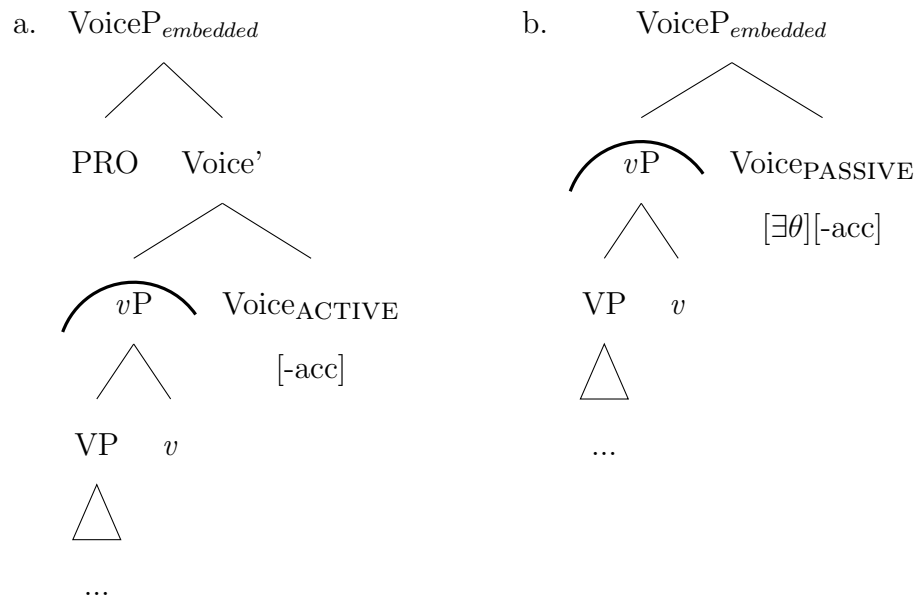 a. VoiceP_embedded
PRO Voice’
vP Voice_ACTIVE
[-acc]
VP v
...
b. VoiceP_embedded
vP Voice_PASSIVE
[∃θ][-acc]
VP v
...